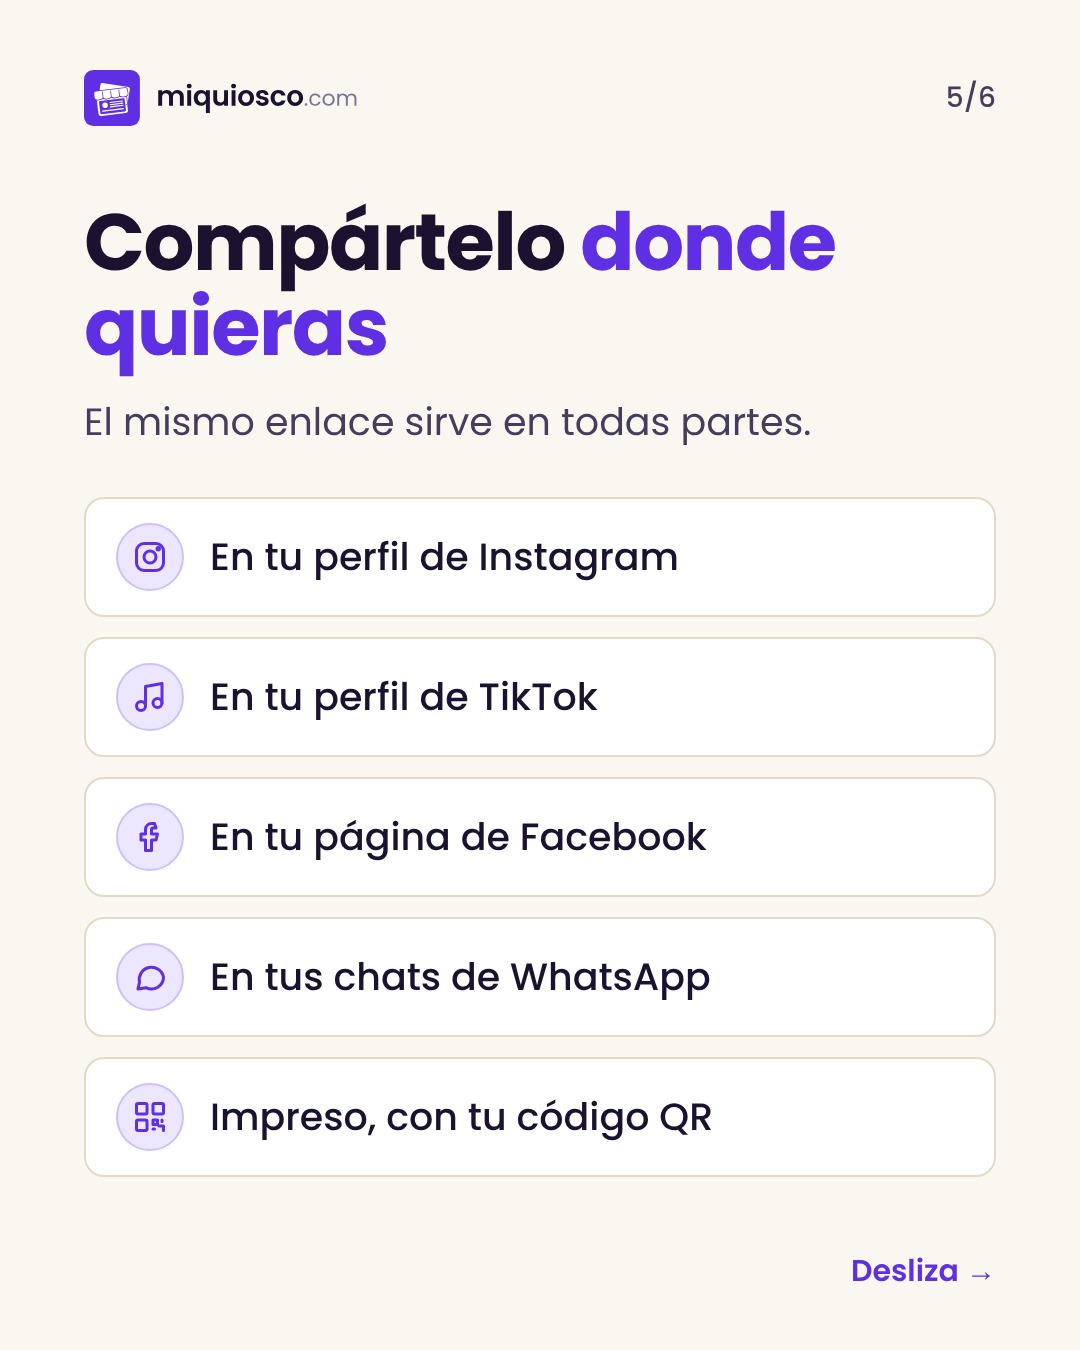 miquiosco.com
5/6
Compártelo donde
quieras
El mismo enlace sirve en todas partes.
En tu perfil de Instagram
En tu perfil de TikTok
En tu página de Facebook
En tus chats de WhatsApp
Impreso, con tu código QR
Desliza →